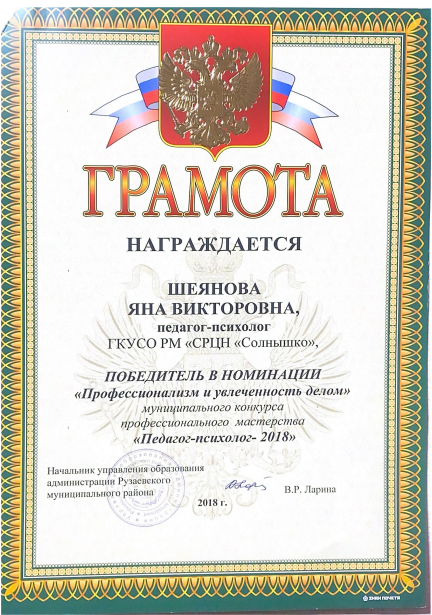 ГРАМОТА
НАГРАЖДАЕТСЯ
ШЕЯНОВА
ЯНА ВИКТОРОВНА,
педагог-психолог
ГКУСО РМ «СРЦН «Солнышко»,
ПОБЕДИТЕЛЬ В НОМИНАЦИИ
«Профессионализм и увлеченность делом»
муниципального конкурса
профессионального мастерства
«Педагог-психолог- 2018»
Начальник управления образования
администрации Рузаевского
муниципального района
В.Р. Ларина
2018 г.